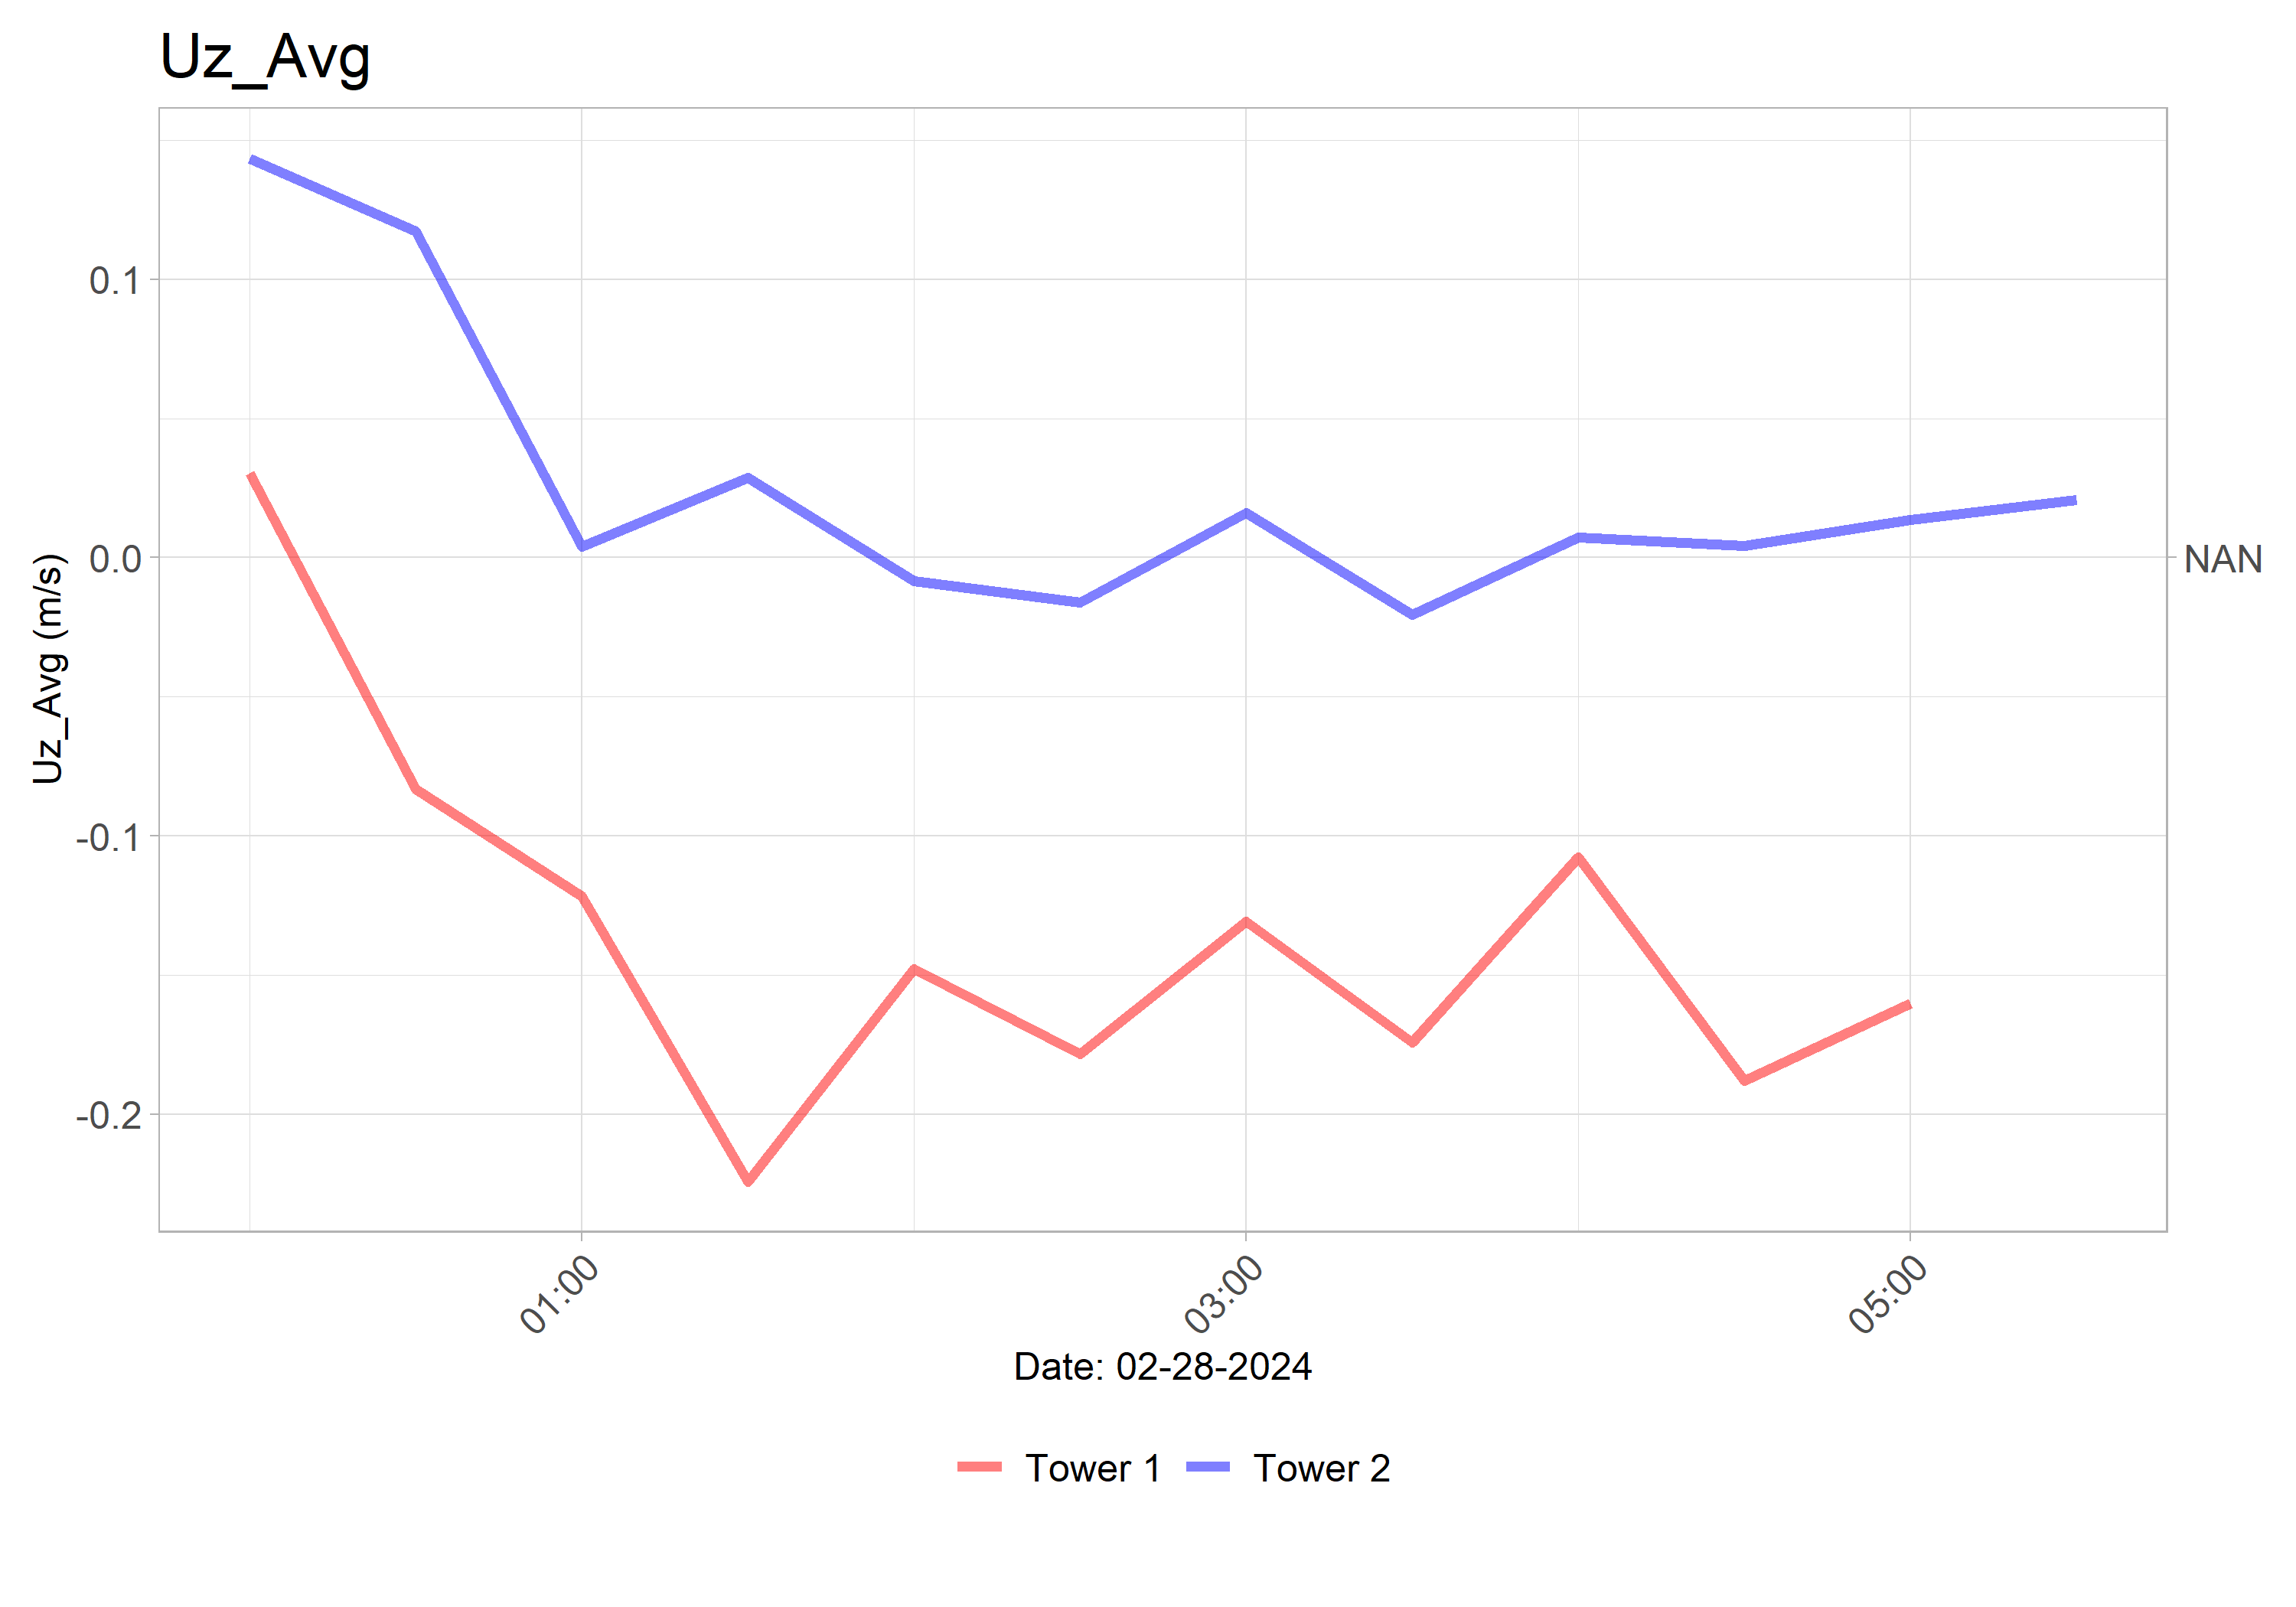 Uz_Avg
Uz_Avg (m/s)
0.1
0.0
-0.1
-0.2
NAN
01:00
03:00
05:00
Date: 02-28-2024
Tower 1
Tower 2